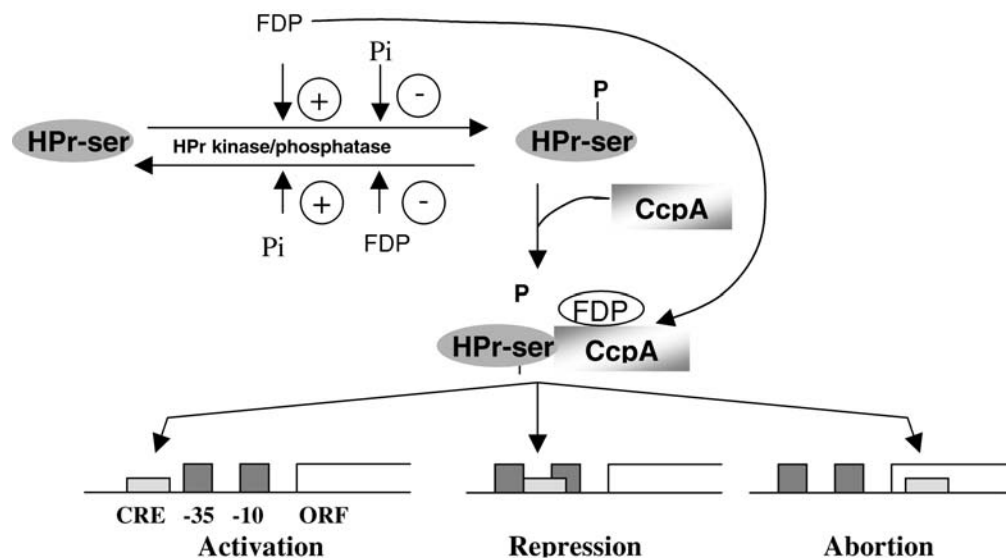 FDP
Pi
+
-
P
HPr-ser
HPr kinase/phosphatase
HPr-ser
+
-
Pi
FDP
CcpA
P
FDP
HPr-ser
CcpA
CRE -35 -10 ORF
Activation Repression Abortion